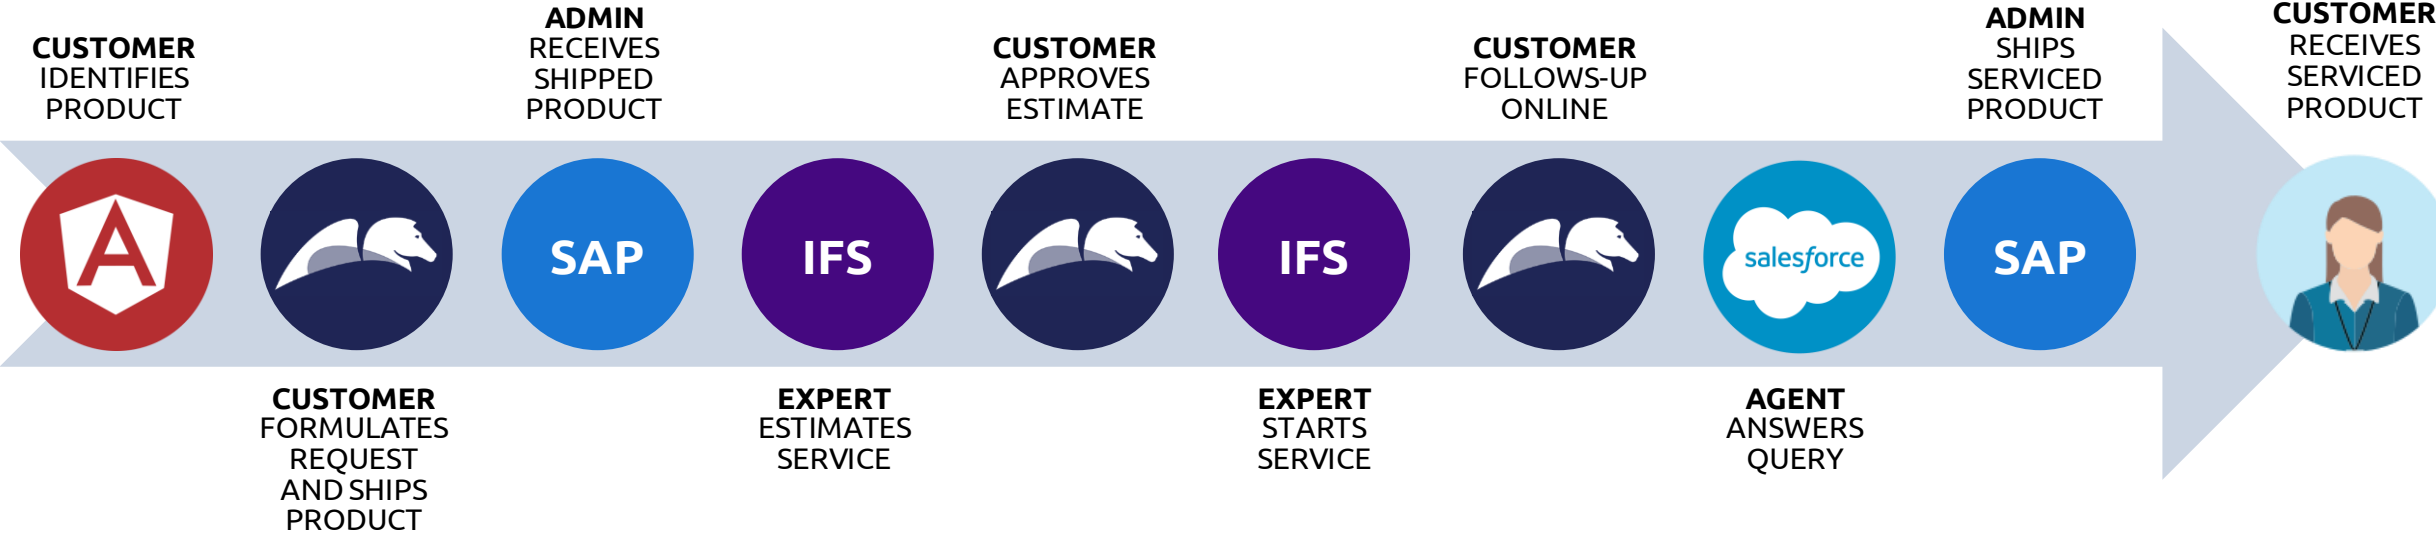 CUSTOMER
IDENTIFIES
PRODUCT
CUSTOMER
FORMULATES
REQUEST
AND SHIPS
PRODUCT
ADMIN
RECEIVES
SHIPPED
PRODUCT
SAP
IFS
EXPERT
ESTIMATES
SERVICE
CUSTOMER
APPROVES
ESTIMATE
IFS
EXPERT
STARTS
SERVICE
CUSTOMER
FOLLOWS-UP
ONLINE
salesforce
AGENT
ANSWERS
QUERY
ADMIN
SHIPS
SERVICED
PRODUCT
SAP
CUSTOMER
RECEIVES
SERVICED
PRODUCT